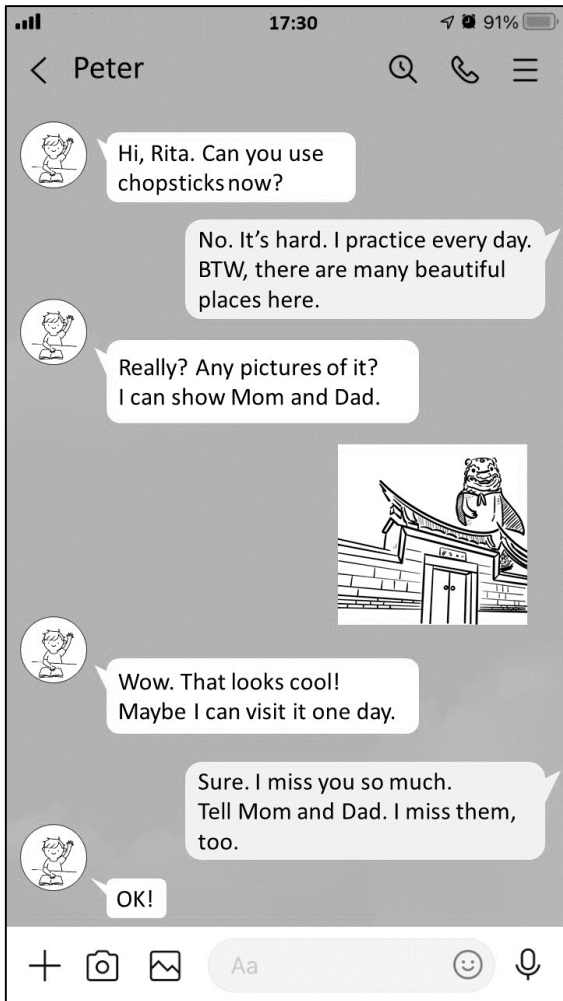 17:30
91%
Peter
Hi, Rita. Can you use
chopsticks now?
No. It’s hard. I practice every day.
BTW, there are many beautiful
places here.
Really? Any pictures of it?
I can show Mom and Dad.
Wow. That looks cool!
Maybe I can visit it one day.
Sure. I miss you so much.
Tell Mom and Dad. I miss them,
too.
OK!
Aa